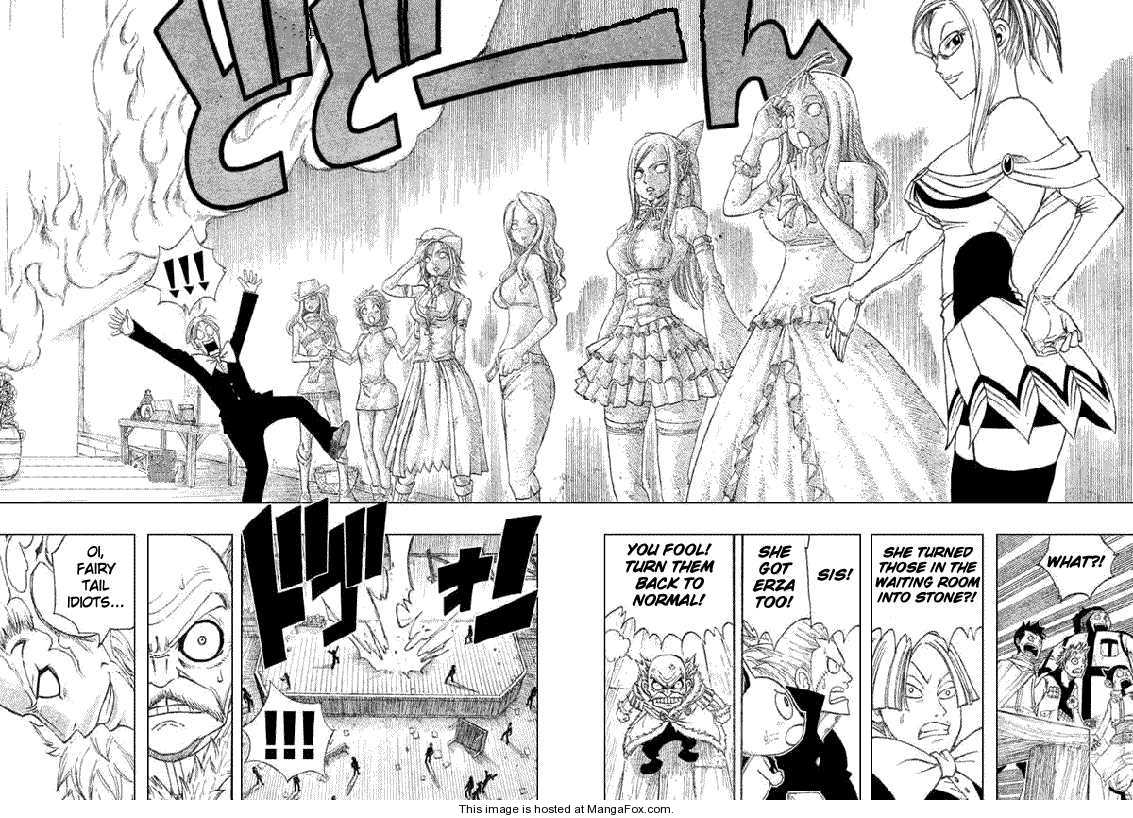 どどーん
!!!
WHAT?!
SHE TURNED
THOSE IN THE
WAITING ROOM
INTO STONE?!
SIS!
SHE
GOT
ERZA
TOO!
YOU FOOL!
TURN THEM
BACK TO
NORMAL!
ドゴォン!
!!!!
OI,
FAIRY
TAIL
IDIOTS...
This image is hosted at MangaFox.com.